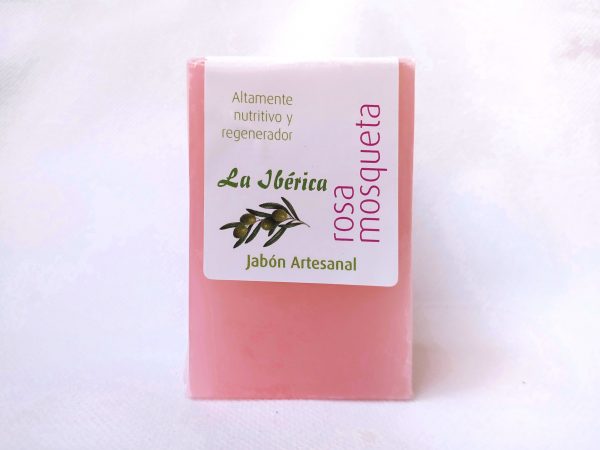 Altamente
nutritivo y
regenerador
La Ibérica
Jabón Artesanal
rosa
mosqueta